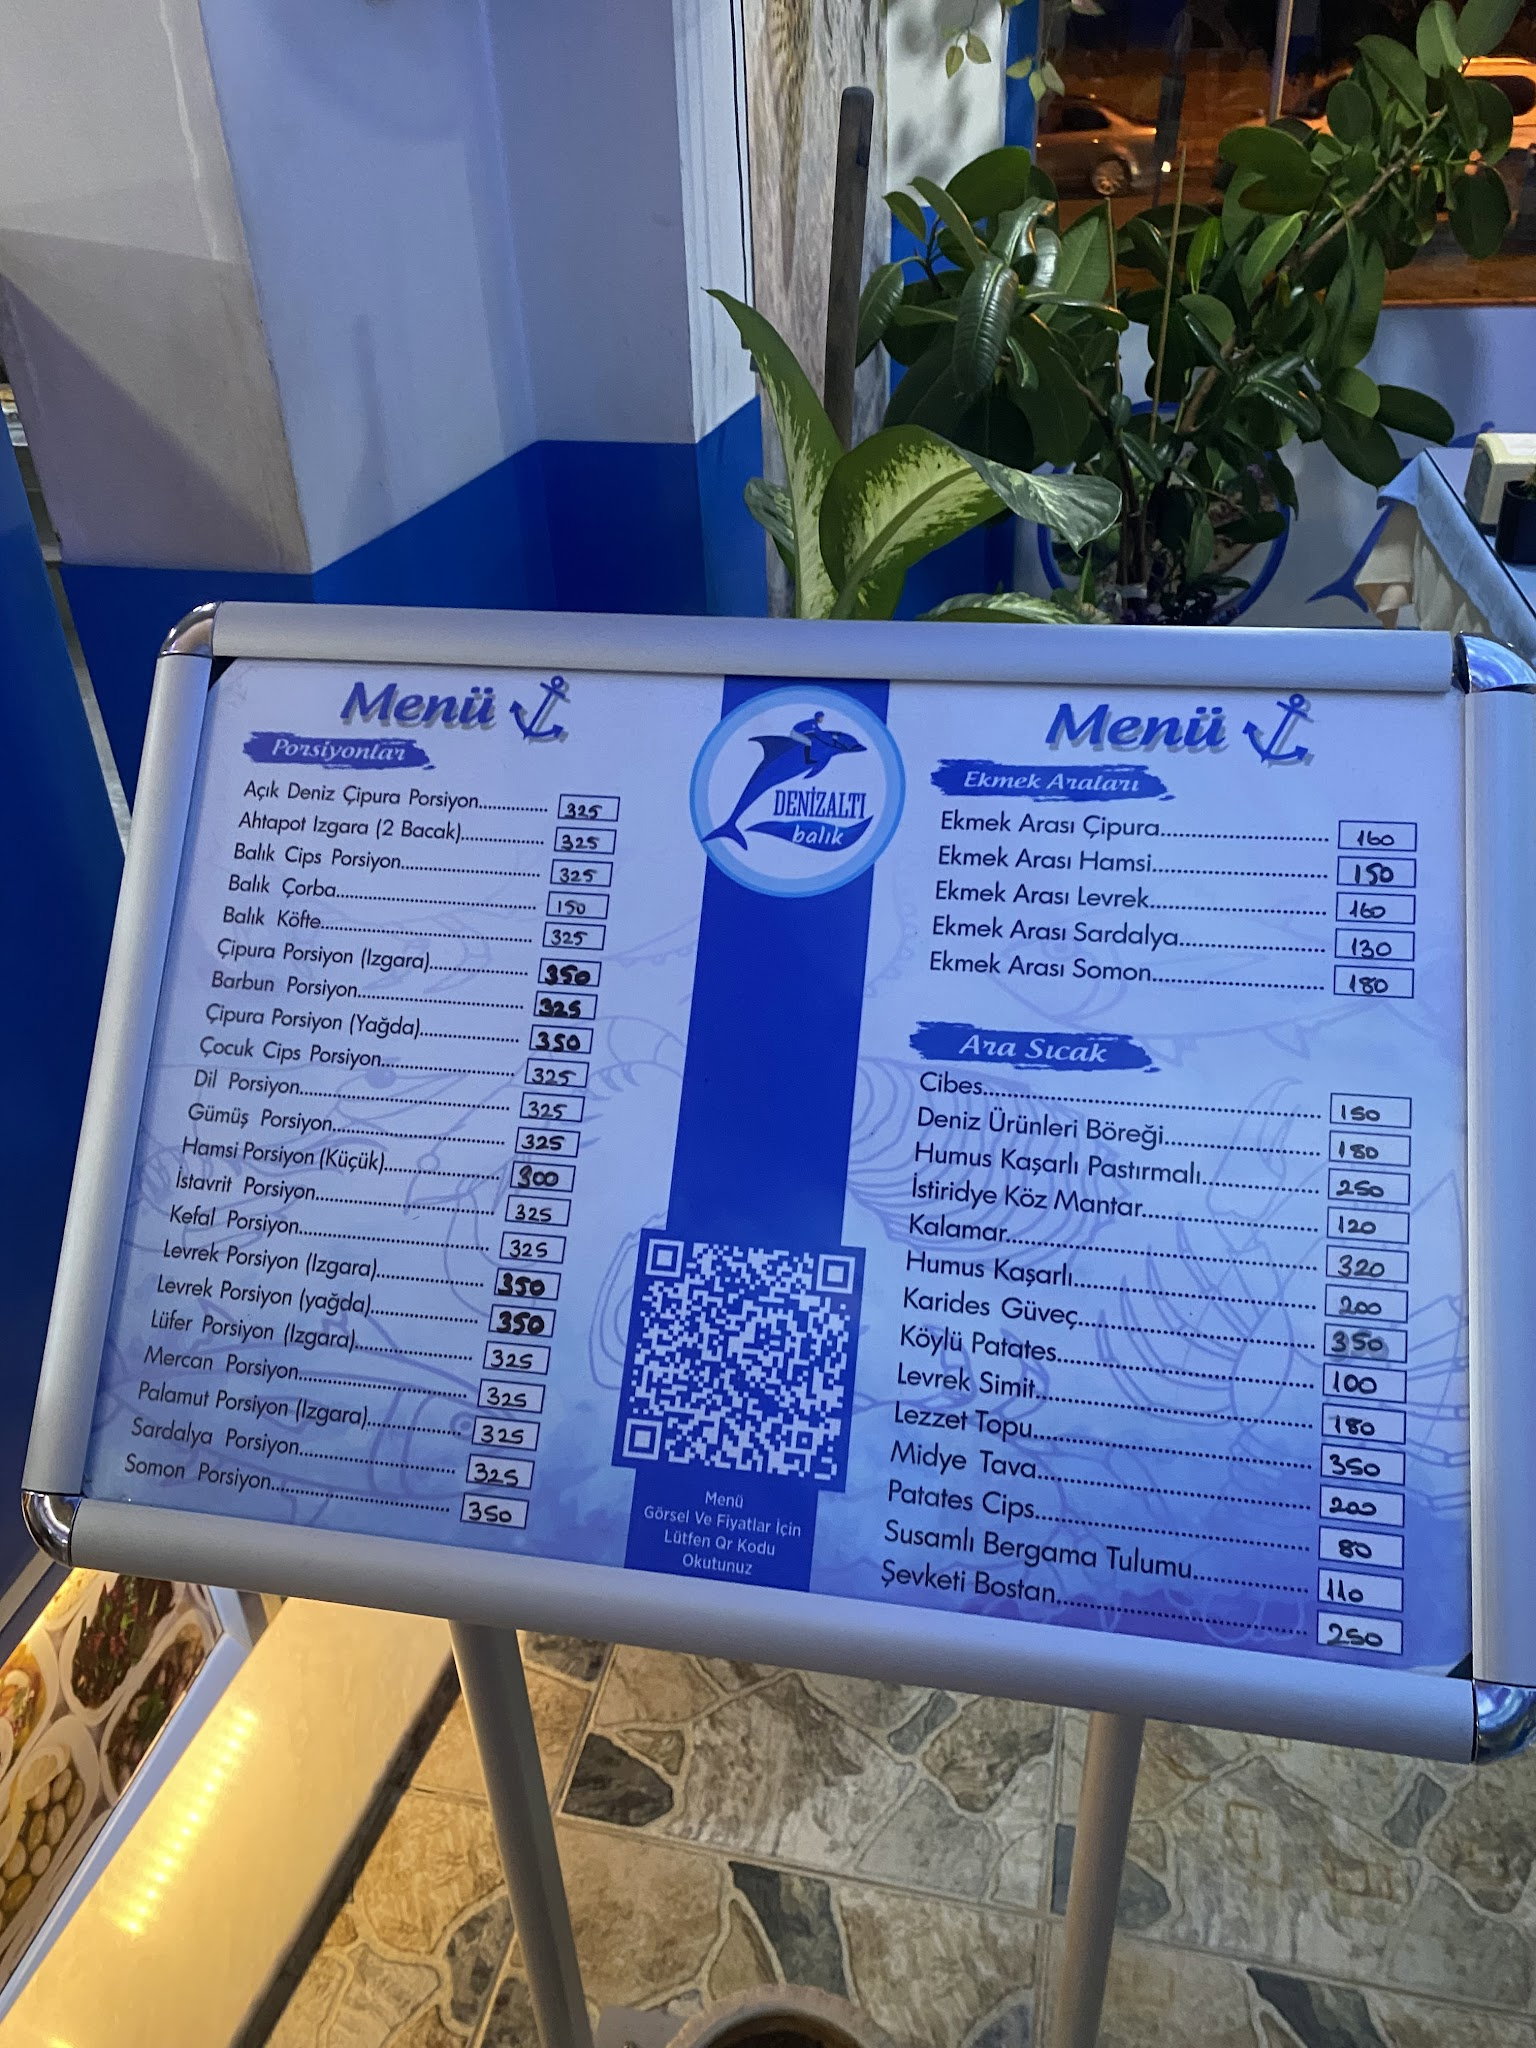 Menü
Porsiyonlar
Açık Deniz Çipura Porsiyon............... 325
Ahtapot Izgara (2 Bacak)................... 325
Balık Cips Porsiyon............................... 325
Balık Çorba............................................ 150
Balık Köfte............................................... 325
Çipura Porsiyon (Izgara)...................... 350
Barbun Porsiyon..................................... 325
Çipura Porsiyon (Yağda)...................... 350
Çocuk Cips Porsiyon............................. 325
Dil Porsiyon............................................. 325
Gümüş Porsiyon..................................... 325
Hamsi Porsiyon (Küçük)........................ 300
İstavrit Porsiyon....................................... 325
Kefal Porsiyon......................................... 325
Levrek Porsiyon (Izgara)........................ 350
Levrek Porsiyon (yağda)........................ 350
Lüfer Porsiyon (Izgara)........................... 325
Mercan Porsiyon..................................... 325
Palamut Porsiyon (Izgara)..................... 325
Sardalya Porsiyon.................................. 325
Somon Porsiyon...................................... 350
DENİZALTI
balık
Menü
Görsel Ve Fiyatlar İçin
Lütfen Qr Kodu
Okutunuz
Menü
Ekmek Araları
Ekmek Arası Çipura............................ 160
Ekmek Arası Hamsi............................. 150
Ekmek Arası Levrek............................. 160
Ekmek Arası Sardalya......................... 130
Ekmek Arası Somon............................ 180
Ara Sıcak
Cibes....................................................... 150
Deniz Ürünleri Böreği.......................... 180
Humus Kaşarlı Pastırmalı................... 250
İstiridye Köz Mantar............................ 120
Kalamar.................................................. 320
Humus Kaşarlı....................................... 200
Karides Güveç....................................... 350
Köylü Patates......................................... 100
Levrek Simit............................................ 180
Lezzet Topu............................................ 350
Midye Tava............................................ 200
Patates Cips............................................ 80
Susamlı Bergama Tulumu.................. 110
Şevketi Bostan....................................... 250